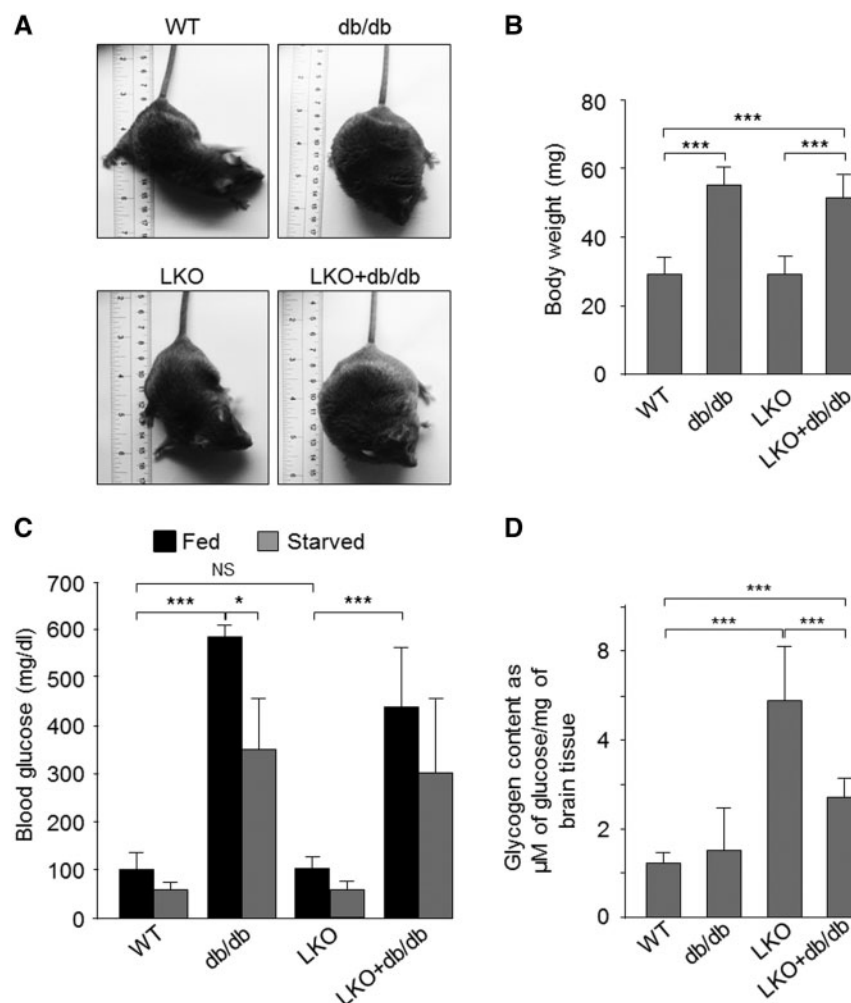 A
WT
db/db
LKO
LKO+db/db
B
Body weight (mg)
80
60
40
20
0
***
***
***
WT
db/db
LKO
LKO+db/db
C
Fed
Starved
Blood glucose (mg/dl)
700
600
500
400
300
200
100
0
NS
***
*
***
WT
db/db
LKO
LKO+db/db
D
Glycogen content as
µM of glucose/mg of
brain tissue
8
4
2
0
***
***
***
WT
db/db
LKO
LKO+db/db